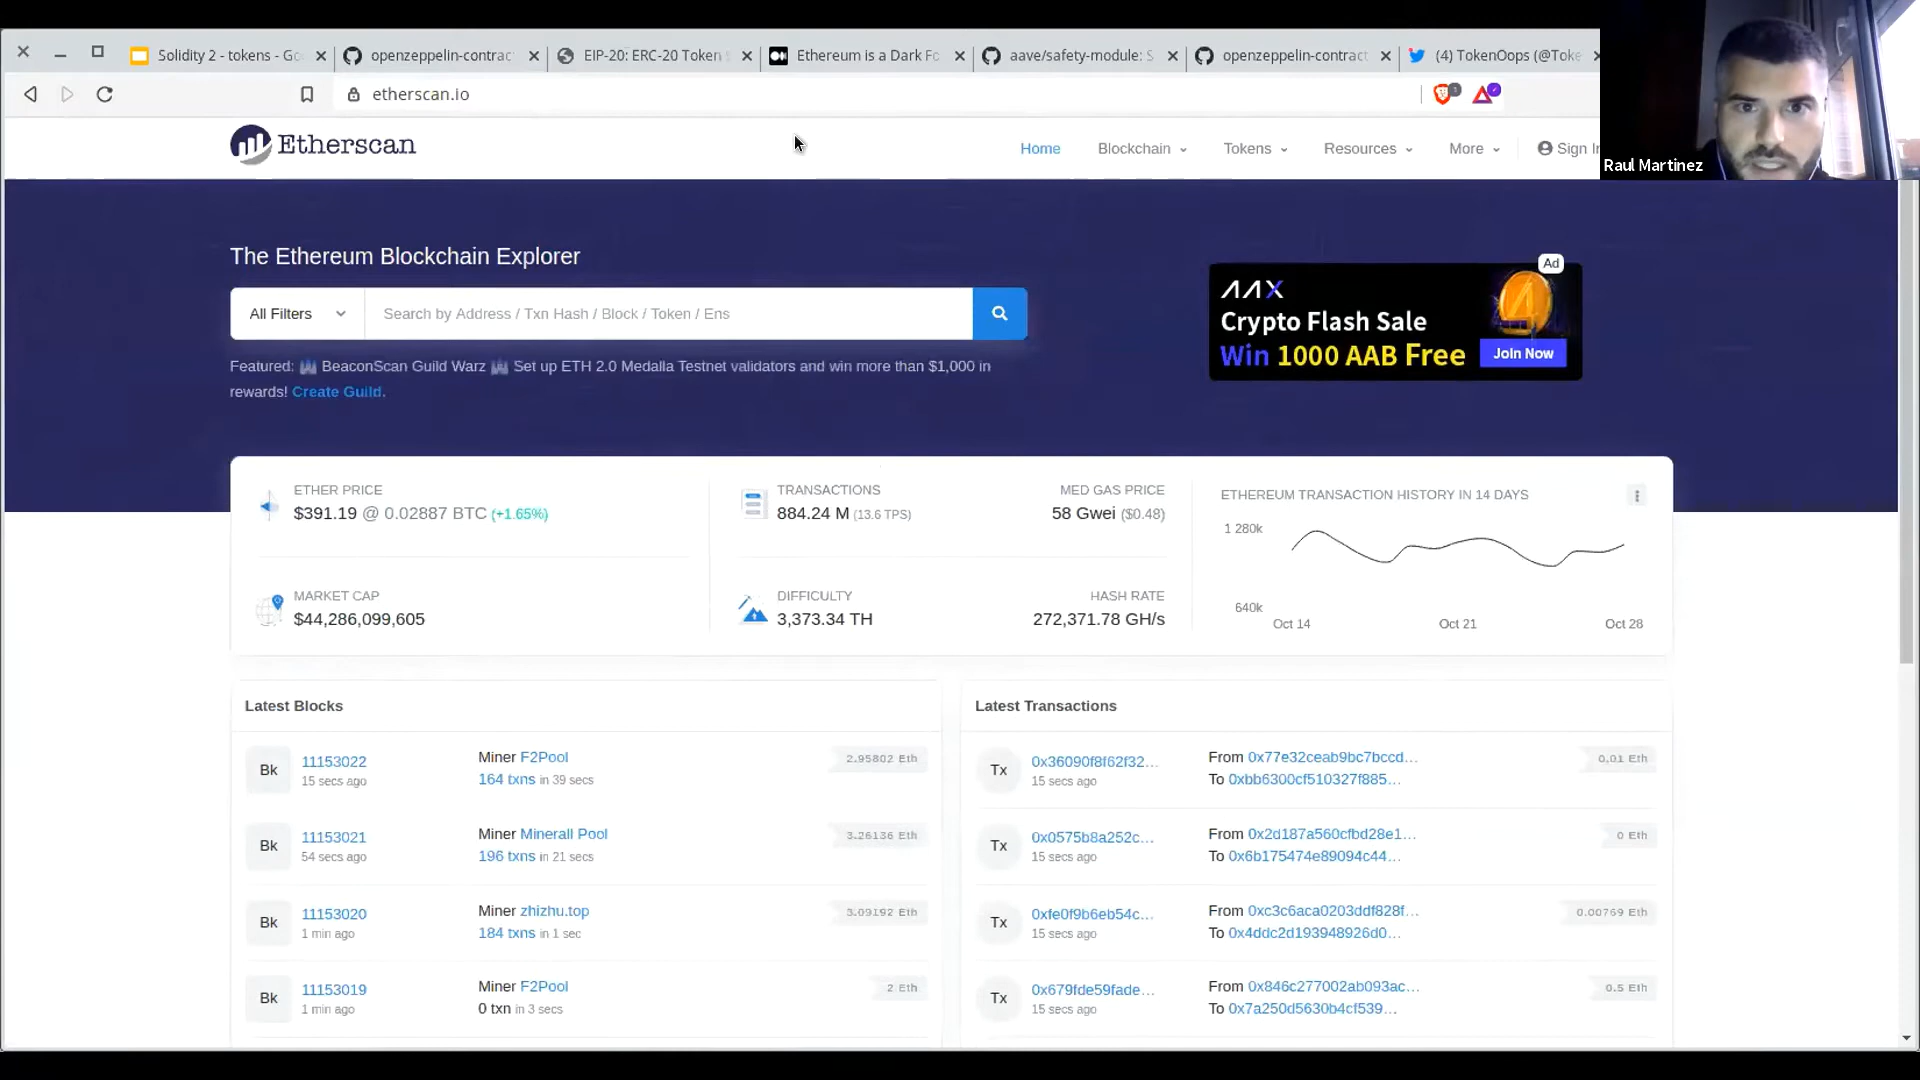 Solidity 2 - tokens - Go
openzeppelin-contrac
EIP-20: ERC-20 Token
Ethereum is a Dark Fo
aave/safety-module: S
openzeppelin-contract
(4) TokenOops (@Toke
etherscan.io
Etherscan
Home
Blockchain
Tokens
Resources
More
Sign In
Raul Martinez
The Ethereum Blockchain Explorer
All Filters
Search by Address / Txn Hash / Block / Token / Ens
Featured: BeaconScan Guild Warz Set up ETH 2.0 Medalla Testnet validators and win more than $1,000 in
rewards! Create Guild.
Ad
AAX
Crypto Flash Sale
Win 1000 AAB Free
Join Now
ETHER PRICE
$391.19 @ 0.02887 BTC (+1.65%)
MARKET CAP
$44,286,099,605
TRANSACTIONS
884.24 M (13.6 TPS)
MED GAS PRICE
58 Gwei ($0.48)
DIFFICULTY
3,373.34 TH
HASH RATE
272,371.78 GH/s
ETHEREUM TRANSACTION HISTORY IN 14 DAYS
1 280k
640k
Oct 14
Oct 21
Oct 28
Latest Blocks
Bk
11153022
15 secs ago
Miner F2Pool
164 txns in 39 secs
2.95802 Eth
Bk
11153021
54 secs ago
Miner Minerall Pool
196 txns in 21 secs
3.26136 Eth
Bk
11153020
1 min ago
Miner zhizhu.top
184 txns in 1 sec
3.09192 Eth
Bk
11153019
1 min ago
Miner F2Pool
0 txn in 3 secs
2 Eth
Latest Transactions
Tx
0x36090f8f62f32...
15 secs ago
From 0x77e32ceab9bc7bccd...
To 0xbb6300cf510327f885...
0.01 Eth
Tx
0x0575b8a252c...
15 secs ago
From 0x2d187a560cfbd28e1...
To 0x6b175474e89094c44...
0 Eth
Tx
0xfe0f9b6eb54c...
15 secs ago
From 0xc3c6aca0203ddf828f...
To 0x4ddc2d193948926d0...
0.00769 Eth
Tx
0x679fde59fade...
15 secs ago
From 0x846c277002ab093ac...
To 0x7a250d5630b4cf539...
0.5 Eth